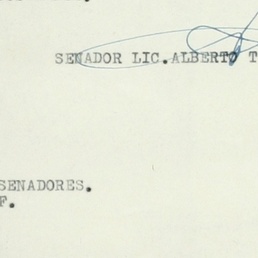 SENADOR LIC. ALBERTO T
SENADORES.
F.